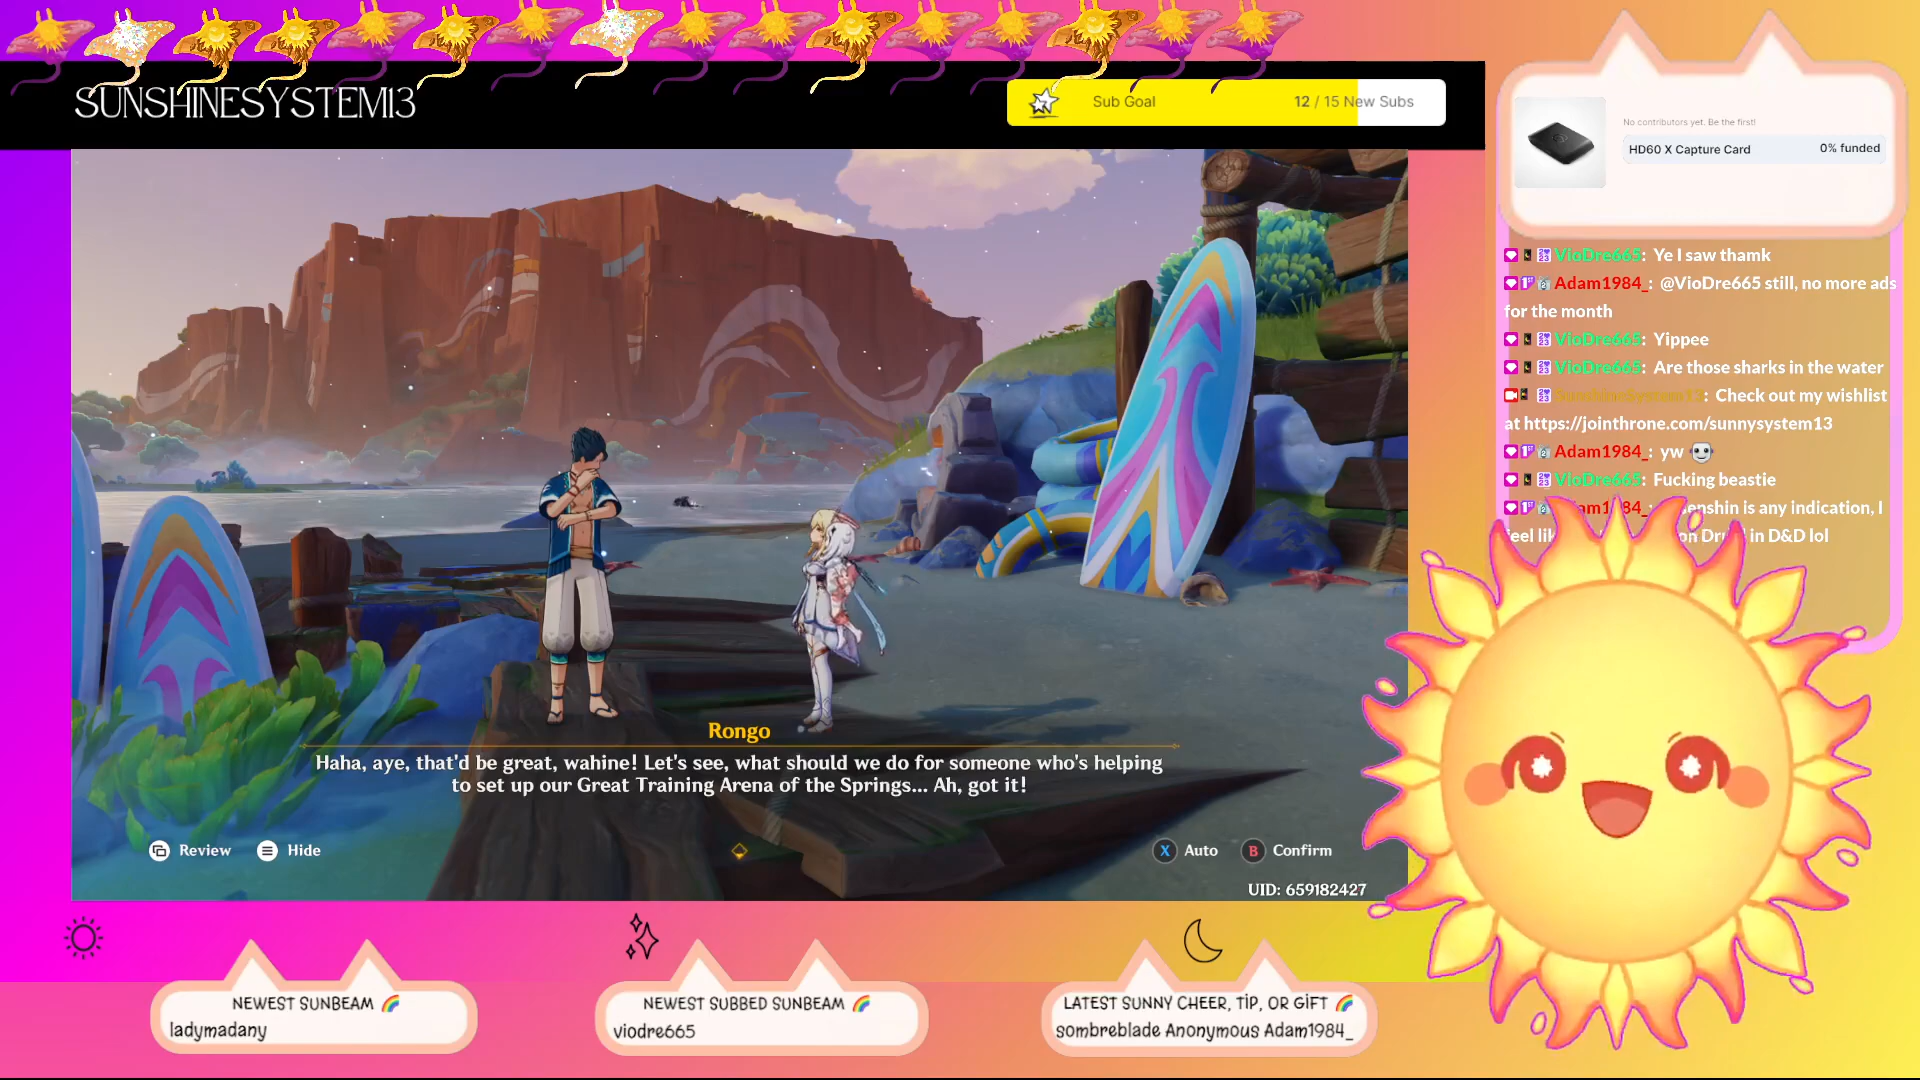 SUNSHINESYSTEM13
Sub Goal
12 / 15 New Subs
No contributors yet. Be the first!
HD60 X Capture Card
0% funded
VioDre665: Ye I saw thamk
Adam1984_: @VioDre665 still, no more ads
for the month
VioDre665: Yippee
VioDre665: Are those sharks in the water
SunshineSystem13: Check out my wishlist
at https://jointhrone.com/sunnysystem13
Adam1984_: yw
VioDre665: Fucking beastie
is any indication, I
in D&D lol
Rongo
Haha, aye, that'd be great, wahine! Let's see, what should we do for someone who's helping
to set up our Great Training Arena of the Springs... Ah, got it!
Review
Hide
X Auto
B Confirm
UID: 659182427
NEWEST SUNBEAM
ladymadany
NEWEST SUBBED SUNBEAM
viodre665
LATEST SUNNY CHEER, TIP, OR GIFT
sombreblade Anonymous Adam1984_